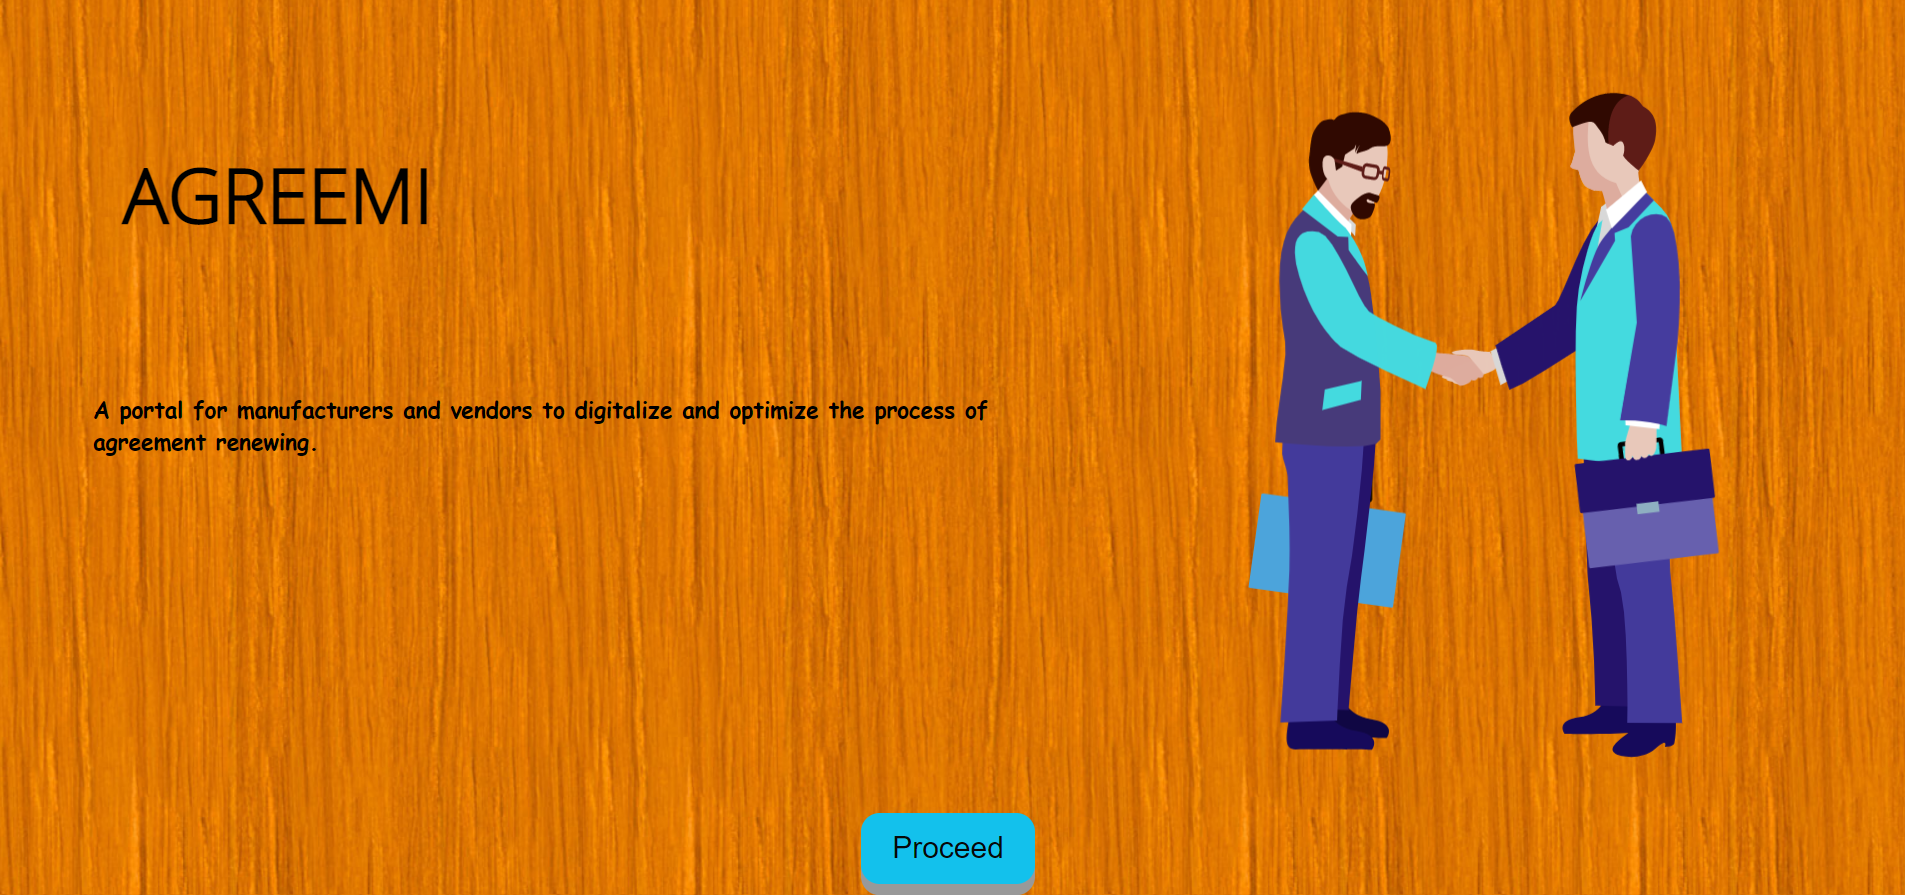 AGREEMI
A portal for manufacturers and vendors to digitalize and optimize the process of
agreement renewing.
Proceed